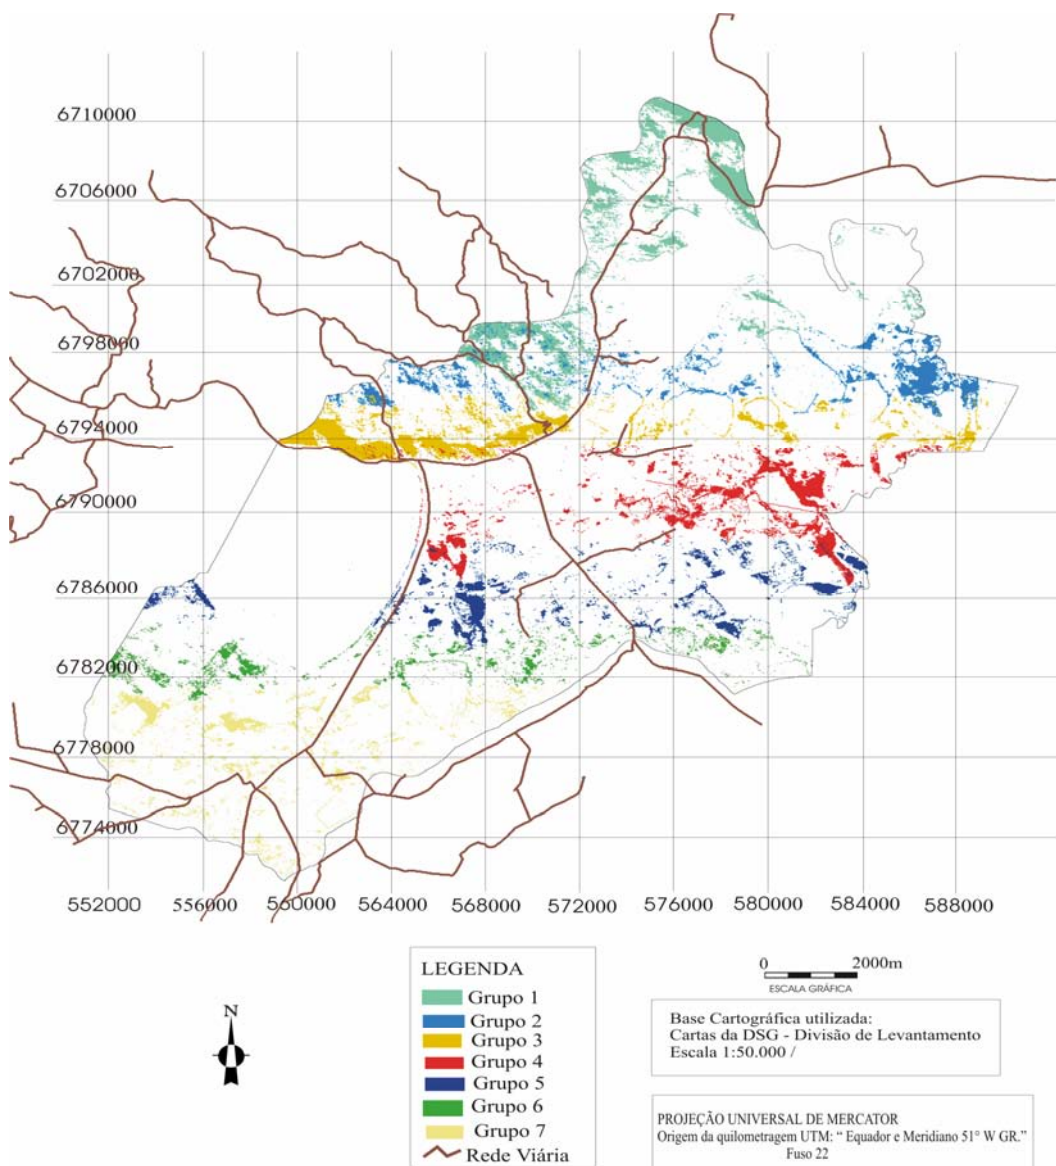 6710000
6706000
6702000
6798000
6794000
6790000
6786000
6782000
6778000
6774000
552000 556000 560000 564000 568000 572000 576000 580000 584000 588000
LEGENDA
Grupo 1
Grupo 2
Grupo 3
Grupo 4
Grupo 5
Grupo 6
Grupo 7
Rede Viária
N
0 2000m
ESCALA GRÁFICA
Base Cartográfica utilizada:
Cartas da DSG - Divisão de Levantamento
Escala 1:50.000 /
PROJEÇÃO UNIVERSAL DE MERCATOR
Origem da quilometragem UTM: “ Equador e Meridiano 51° W GR.”
Fuso 22